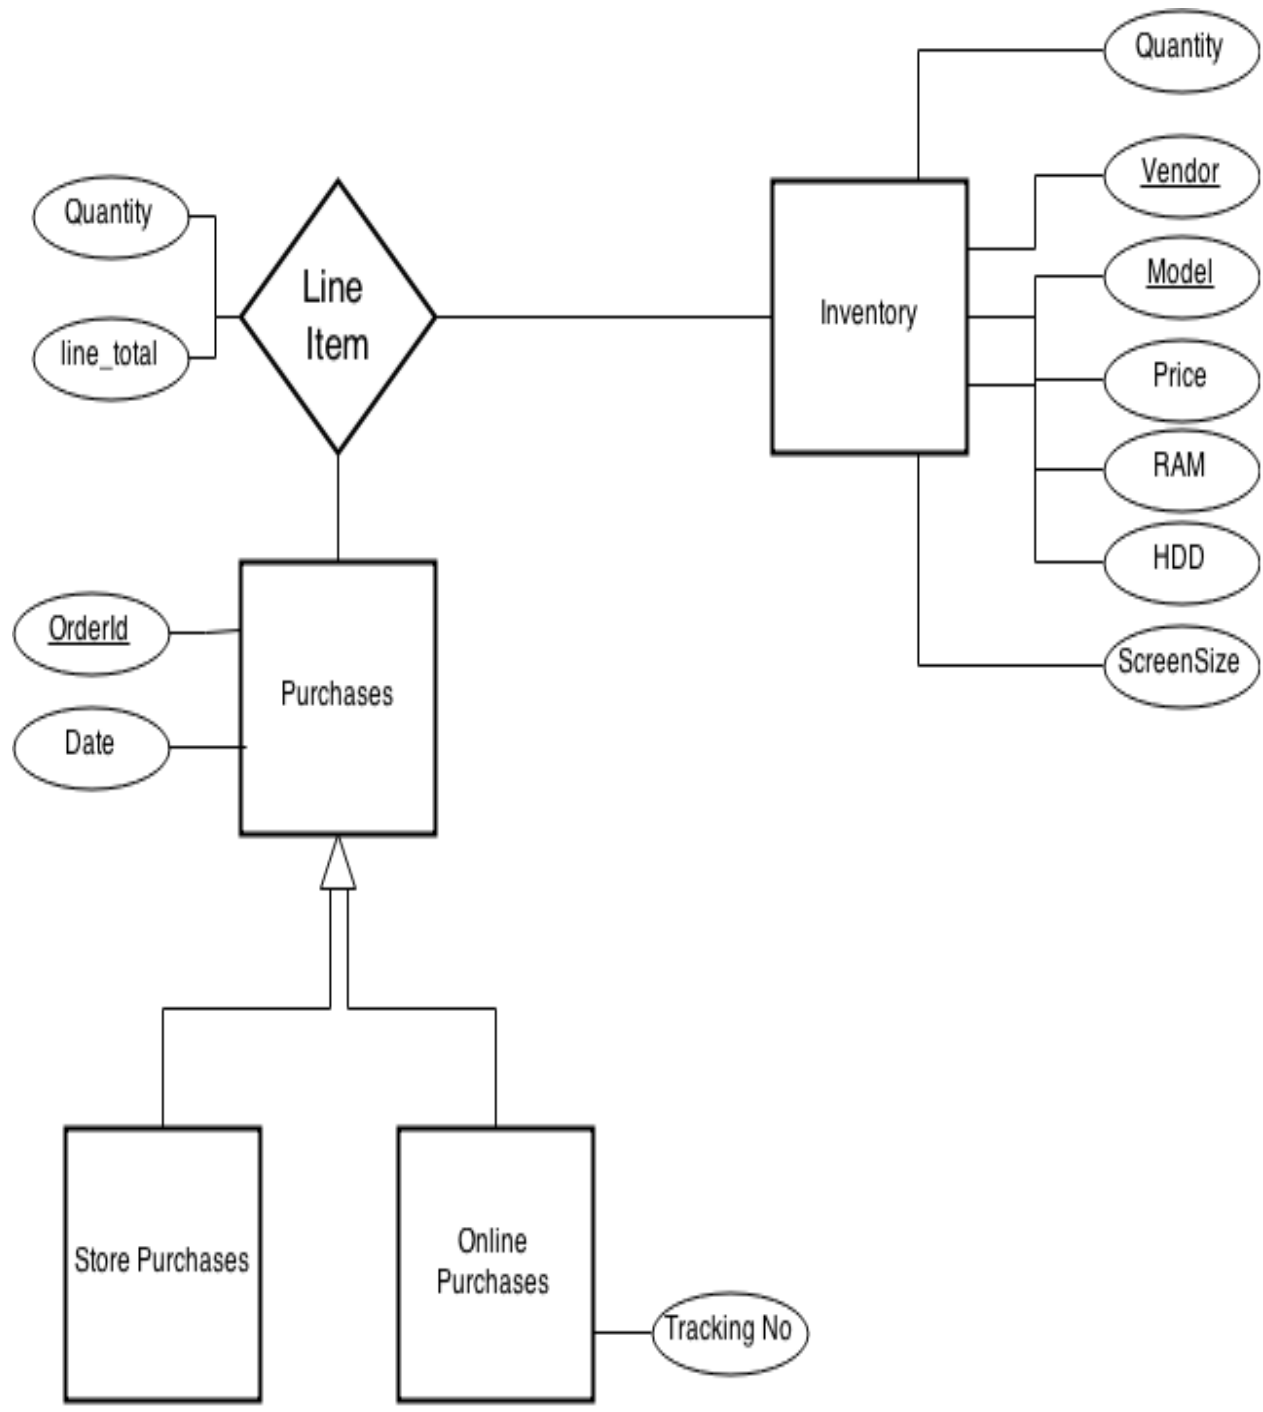 Quantity
Vendor
Quantity
Model
Line
Item
Inventory
line_total
Price
RAM
HDD
OrderId
ScreenSize
Purchases
Date
Store Purchases
Online
Purchases
Tracking No